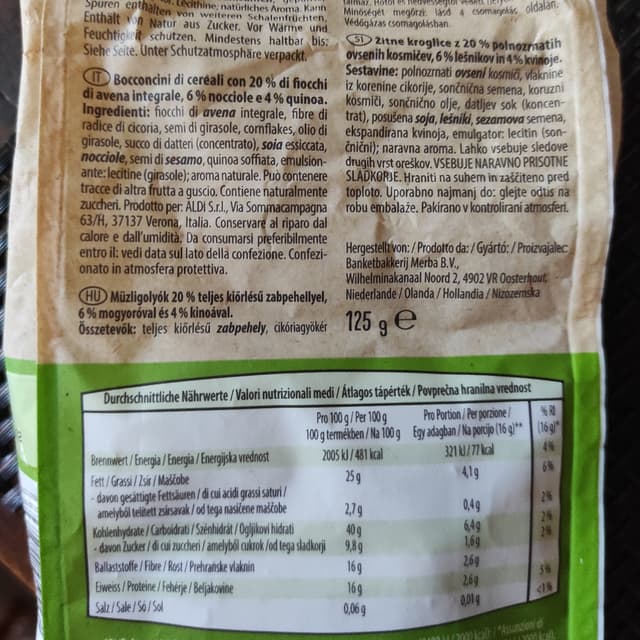 Spuren enthalten von weiteren Schalenfrüchten.
Enthält von Natur aus Zucker. Vor Wärme und
Feuchtigkeit schützen. Mindestens haltbar bis:
Siehe Seite. Unter Schutzatmosphäre verpackt.
IT Bocconcini di cereali con 20 % di fiocchi
di avena integrale, 6 % nocciole e 4 % quinoa.
Ingredienti: fiocchi di avena integrale, fibre di
radice di cicoria, semi di girasole, cornflakes, olio di
girasole, succo di datteri (concentrato), soia essiccata,
nocciole, semi di sesamo, quinoa soffiata, emulsion-
ante: lecitine (girasole); aroma naturale. Può contenere
tracce di altra frutta a guscio. Contiene naturalmente
zuccheri. Prodotto per: ALDI S.r.l., Via Sommacampagna
63/H, 37137 Verona, Italia. Conservare al riparo dal
calore e dall'umidità. Da consumarsi preferibilmente
entro il: vedi data sul lato della confezione. Confezi-
onato in atmosfera protettiva.
HU Müzligolyók 20 % teljes kiőrlésű zabpehellyel,
6 % mogyoróval és 4 % kinoával.
Összetevők: teljes kiőrlésű zabpehely, cikóriagyökér
Minőségét megőrzi: lásd a csomagolás oldalán.
Védőgázas csomagolásban.
SI Žitne kroglice z 20 % polnozrnatih
ovsenih kosmičev, 6 % lešnikov in 4 % kvinoje.
Sestavine: polnozrnati ovseni kosmiči, vlaknine
iz korenine cikorije, sončnična semena, koruzni
kosmiči, sončnično olje, datljev sok (koncen-
trat), posušena soja, lešniki, sezamova semena,
ekspandirana kvinoja, emulgator: lecitin (son-
čnični); naravna aroma. Lahko vsebuje sledove
drugih vrst oreškov. VSEBUJE NARAVNO PRISOTNE
SLADKORJE. Hraniti na suhem in zaščiteno pred
toploto. Uporabno najmanj do: glejte odtis na
robu embalaže. Pakirano v kontrolirani atmosferi.
Hergestellt von: / Prodotto da: / Gyártó: / Proizvajalec:
Banketbakkerij Merba B.V.,
Wilhelminakanaal Noord 2, 4902 VR Oosterhout,
Niederlande / Olanda / Hollandia / Nizozemska
125 g e
Durchschnittliche Nährwerte / Valori nutrizionali medi / Átlagos tápérték / Povprečna hranilna vrednost
Pro 100 g / Per 100 g Pro Portion / Per porzione / % RI
100 g termékben / Na 100 g Egy adagban / Na porcijo (16 g)** (16 g)*
Brennwert / Energia / Energia / Energijska vrednost 2005 kJ / 481 kcal 321 kJ / 77 kcal 4%
Fett / Grassi / Zsír / Maščobe 25 g 4,1 g 6%
- davon gesättigte Fettsäuren / di cui acidi grassi saturi /
amelyből telített zsírsavak / od tega nasičene maščobe 2,7 g 0,4 g 2%
Kohlenhydrate / Carboidrati / Szénhidrát / Ogljikovi hidrati 40 g 6,4 g 2%
- davon Zucker / di cui zuccheri / amelyből cukrok / od tega sladkorji 9,8 g 1,6 g 2%
Ballaststoffe / Fibre / Rost / Prehranske vlaknin 16 g 2,6 g
Eiweiss / Proteine / Fehérje / Beljakovine 16 g 2,6 g 5%
Salz / Sale / Só / Sol 0,06 g 0,01 g <1%